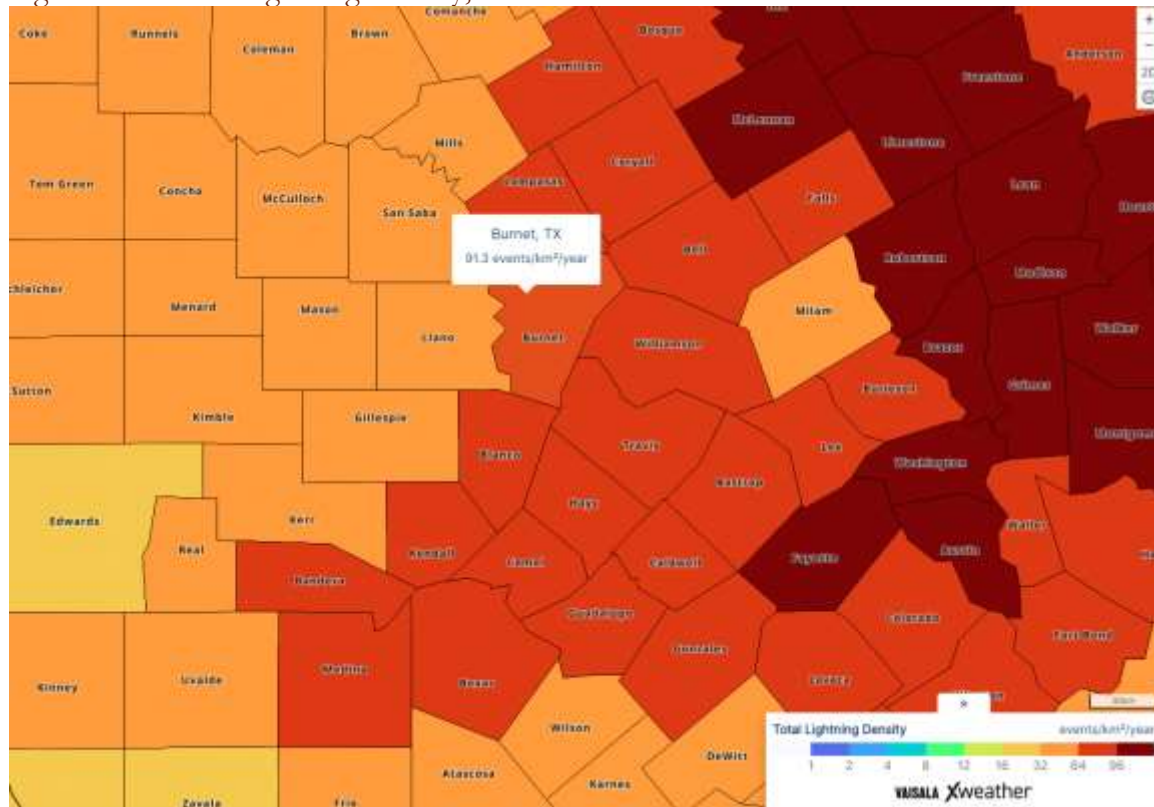 Comanche
Coke
Runnels
Coleman
Brown
Bosque
Hamilton
Anderson
Freestone
McLennan
Limestone
Mills
Coryell
Leon
Tom Green
Concho
McCulloch
San Saba
Lampasas
Falls
Burnet, TX
91.3 events/km²/year
Bell
Robertson
Madison
Menard
Mason
Milam
Llano
Burnet
Williamson
Walker
Brazos
Grimes
Sutton
Kimble
Gillespie
Burleson
Travis
Lee
Blanco
Washington
Bastrop
Edwards
Hays
Kerr
Waller
Real
Kendall
Comal
Caldwell
Fayette
Austin
Bandera
Guadalupe
Colorado
Fort Bend
Gonzales
Kinney
Uvalde
Medina
Bexar
Lavaca
Wilson
DeWitt
Atascosa
Karnes
Zavala
Frio
Total Lightning Density
events/km²/year
1 2 4 8 12 16 32 64 96
VAISALA Xweather